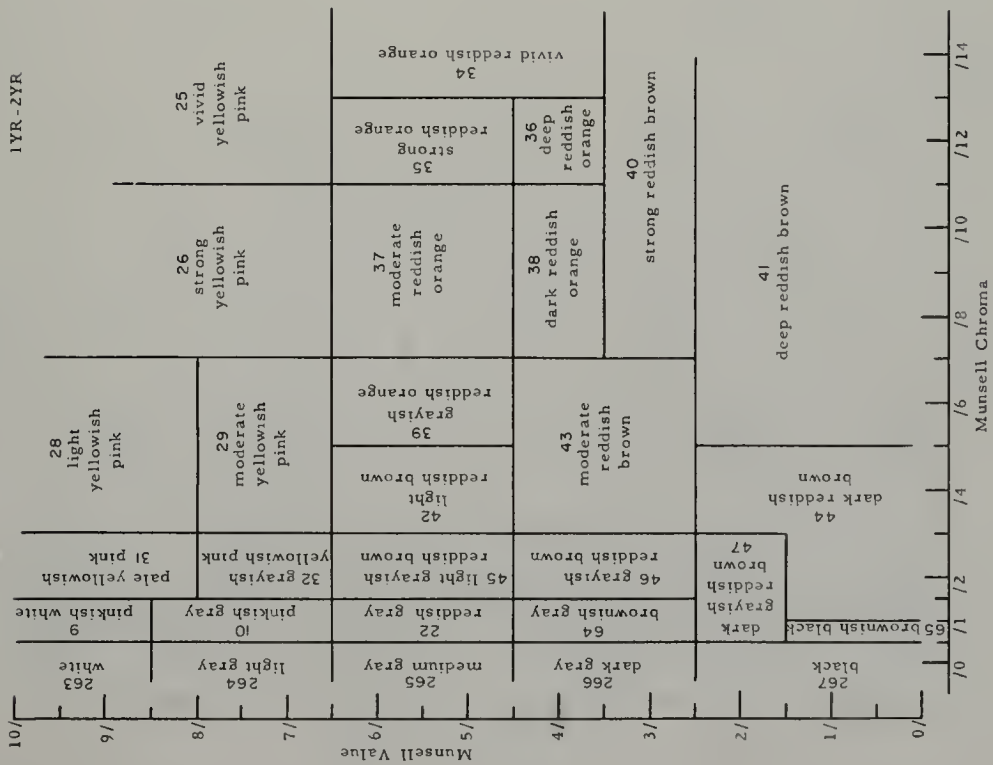 1YR-2YR
28
light
yellowish
pink
26
strong
yellowish
pink
25
vivid
yellowish
pink
29
moderate
yellowish
pink
263
white
9
pinkish white
pale yellowish
31 pink
264
light gray
10
pinkish gray
32 grayish
yellowish pink
265
medium gray
22
reddish gray
45 light grayish
reddish brown
42
light
reddish brown
39
grayish
reddish orange
37
moderate
reddish
orange
35
strong
reddish orange
34
vivid reddish orange
266
dark gray
64
brownish gray
46 grayish
reddish brown
43
moderate
reddish
brown
38
dark reddish
orange
36
deep
reddish
orange
40
strong reddish brown
267
black
dark
grayish
reddish
brown
47
65 brownish black
44
dark reddish
brown
41
deep reddish brown
10/
9/
8/
7/
6/
5/
4/
3/
2/
1/
0/
Munsell Value
/0
/1
/2
/4
/6
/8
/10
/12
/14
Munsell Chroma